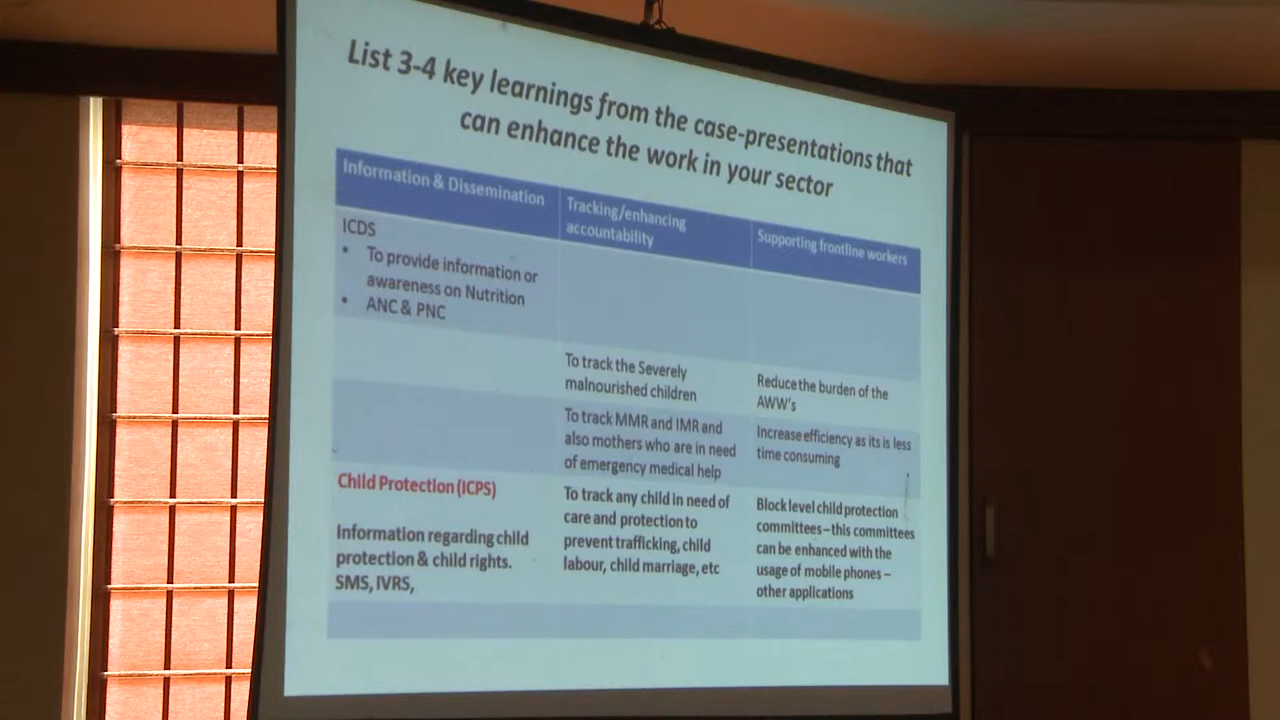 List 3-4 key learnings from the case-presentations that
can enhance the work in your sector
Information & Dissemination
Tracking/enhancing
accountability
Supporting frontline workers
ICDS
• To provide information or
awareness on Nutrition
• ANC & PNC
To track the Severely
malnourished children
Reduce the burden of the
AWW's
To track MMR and IMR and
also mothers who are in need
of emergency medical help
Increase efficiency as its is less
time consuming
Child Protection (ICPS)
Information regarding child
protection & child rights.
SMS, IVRS,
To track any child in need of
care and protection to
prevent trafficking, child
labour, child marriage, etc
Block level child protection
committees – this committees
can be enhanced with the
usage of mobile phones –
other applications